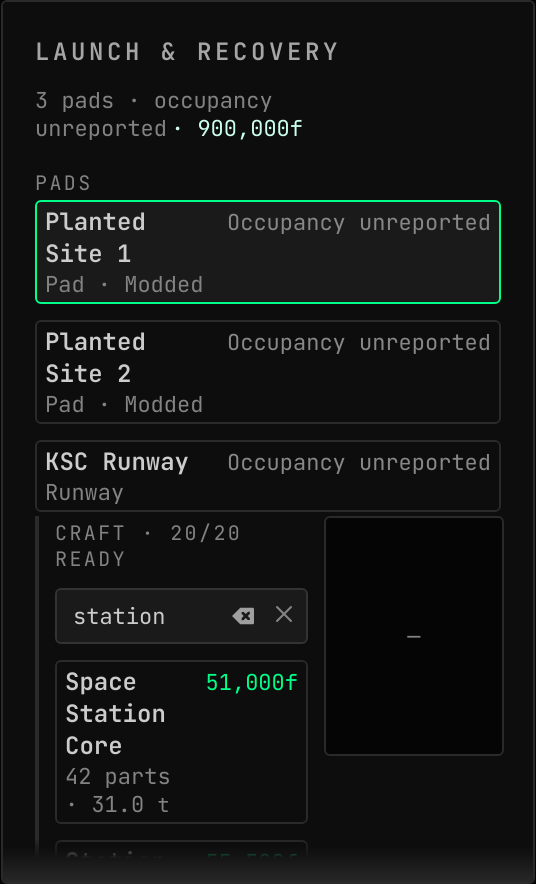 LAUNCH & RECOVERY
3 pads · occupancy
unreported · 900,000f
PADS
Planted Occupancy unreported
Site 1
Pad · Modded
Planted Occupancy unreported
Site 2
Pad · Modded
KSC Runway Occupancy unreported
Runway
CRAFT · 20/20
READY
station
—
Space 51,000f
Station
Core
42 parts
· 31.0 t
Station